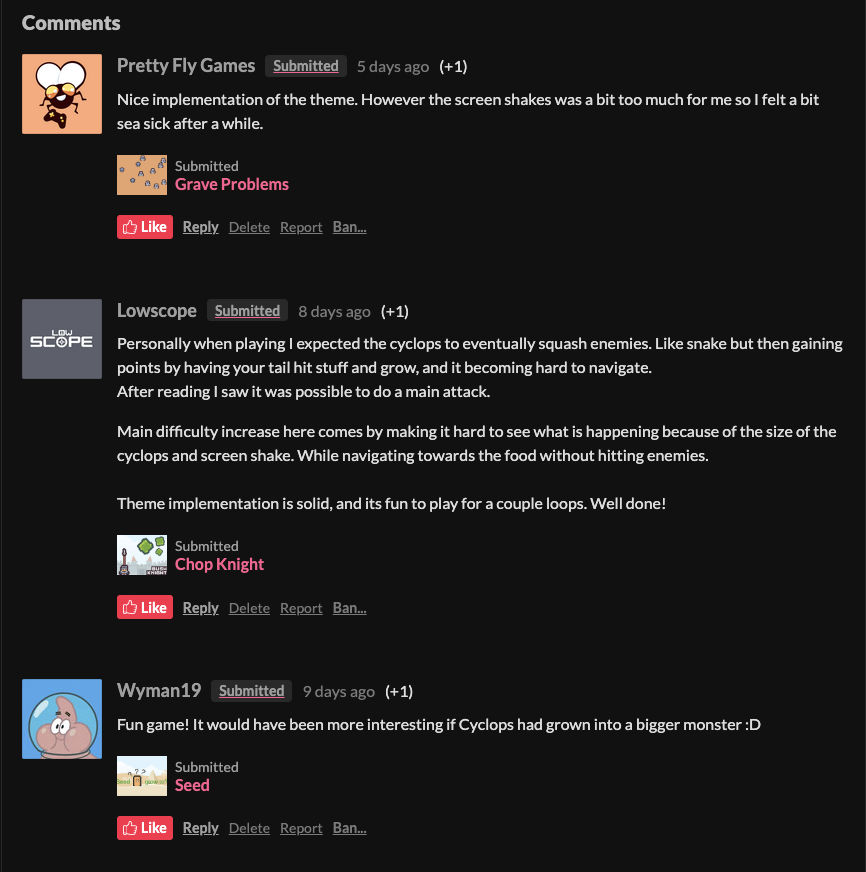 Comments
Pretty Fly Games Submitted 5 days ago (+1)
Nice implementation of the theme. However the screen shakes was a bit too much for me so I felt a bit
sea sick after a while.
Submitted
Grave Problems
Like Reply Delete Report Ban...
LOW
SCOPE
Lowscope Submitted 8 days ago (+1)
Personally when playing I expected the cyclops to eventually squash enemies. Like snake but then gaining
points by having your tail hit stuff and grow, and it becoming hard to navigate.
After reading I saw it was possible to do a main attack.
Main difficulty increase here comes by making it hard to see what is happening because of the size of the
cyclops and screen shake. While navigating towards the food without hitting enemies.
Theme implementation is solid, and its fun to play for a couple loops. Well done!
Submitted
Chop Knight
Like Reply Delete Report Ban...
Wyman19 Submitted 9 days ago (+1)
Fun game! It would have been more interesting if Cyclops had grown into a bigger monster :D
Submitted
Seed
Like Reply Delete Report Ban...